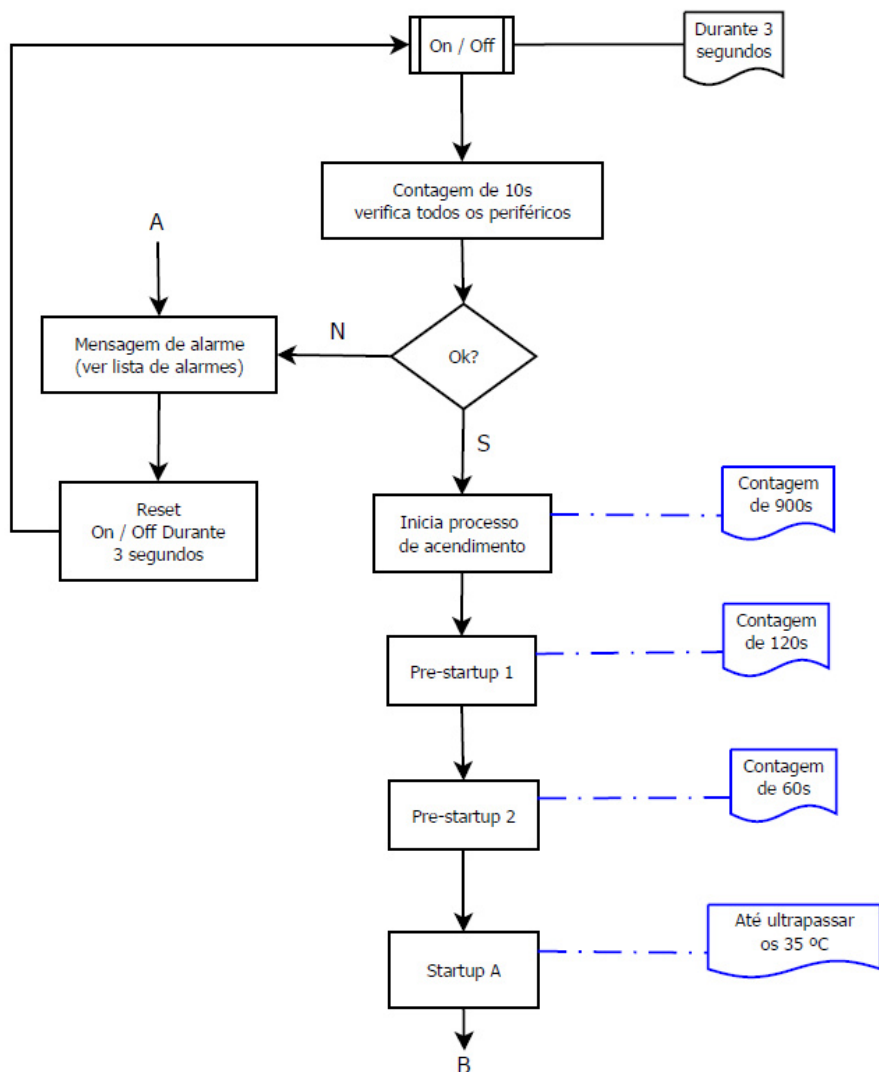 On / Off
Durante 3
segundos
Contagem de 10s
verifica todos os periféricos
A
Mensagem de alarme
(ver lista de alarmes)
N
Ok?
S
Reset
On / Off Durante
3 segundos
Inicia processo
de acendimento
Contagem
de 900s
Pre-startup 1
Contagem
de 120s
Pre-startup 2
Contagem
de 60s
Startup A
Até ultrapassar
os 35 ºC
B